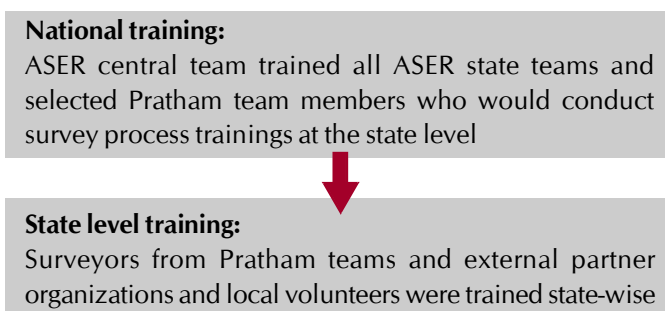 National training:
ASER central team trained all ASER state teams and
selected Pratham team members who would conduct
survey process trainings at the state level
State level training:
Surveyors from Pratham teams and external partner
organizations and local volunteers were trained state-wise